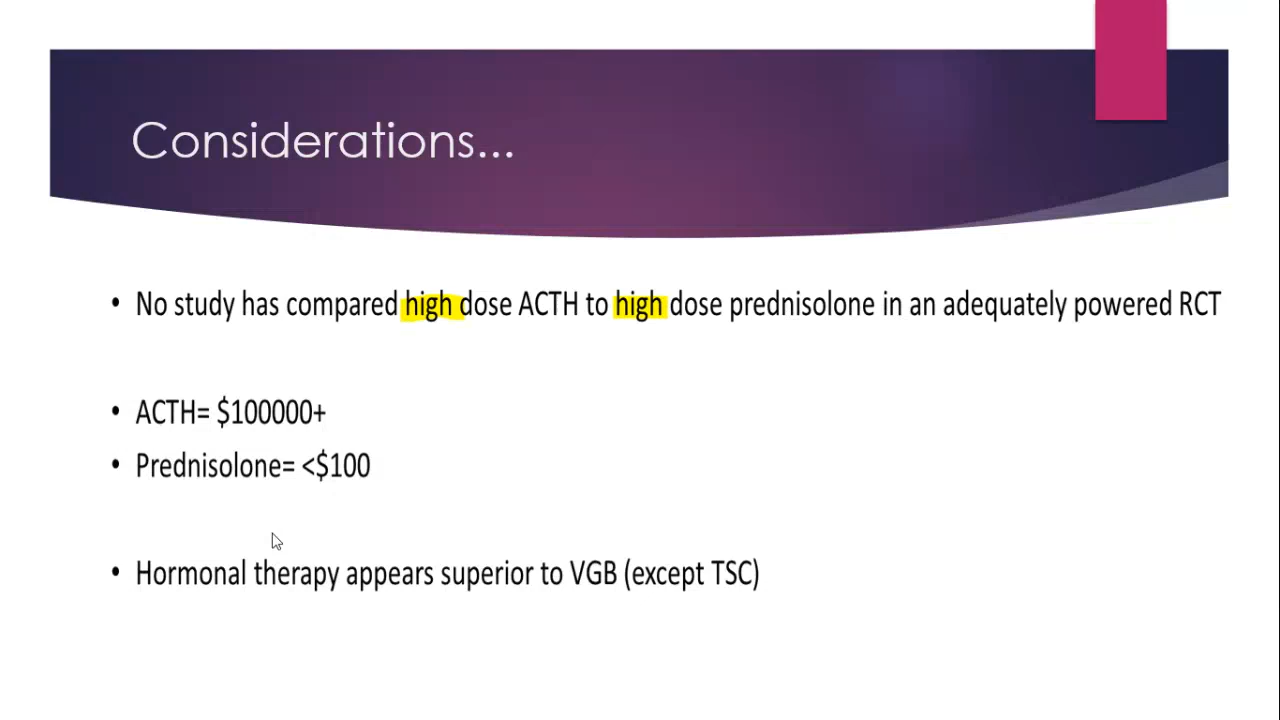 Considerations...
• No study has compared high dose ACTH to high dose prednisolone in an adequately powered RCT
• ACTH= $100000+
• Prednisolone= <$100
• Hormonal therapy appears superior to VGB (except TSC)